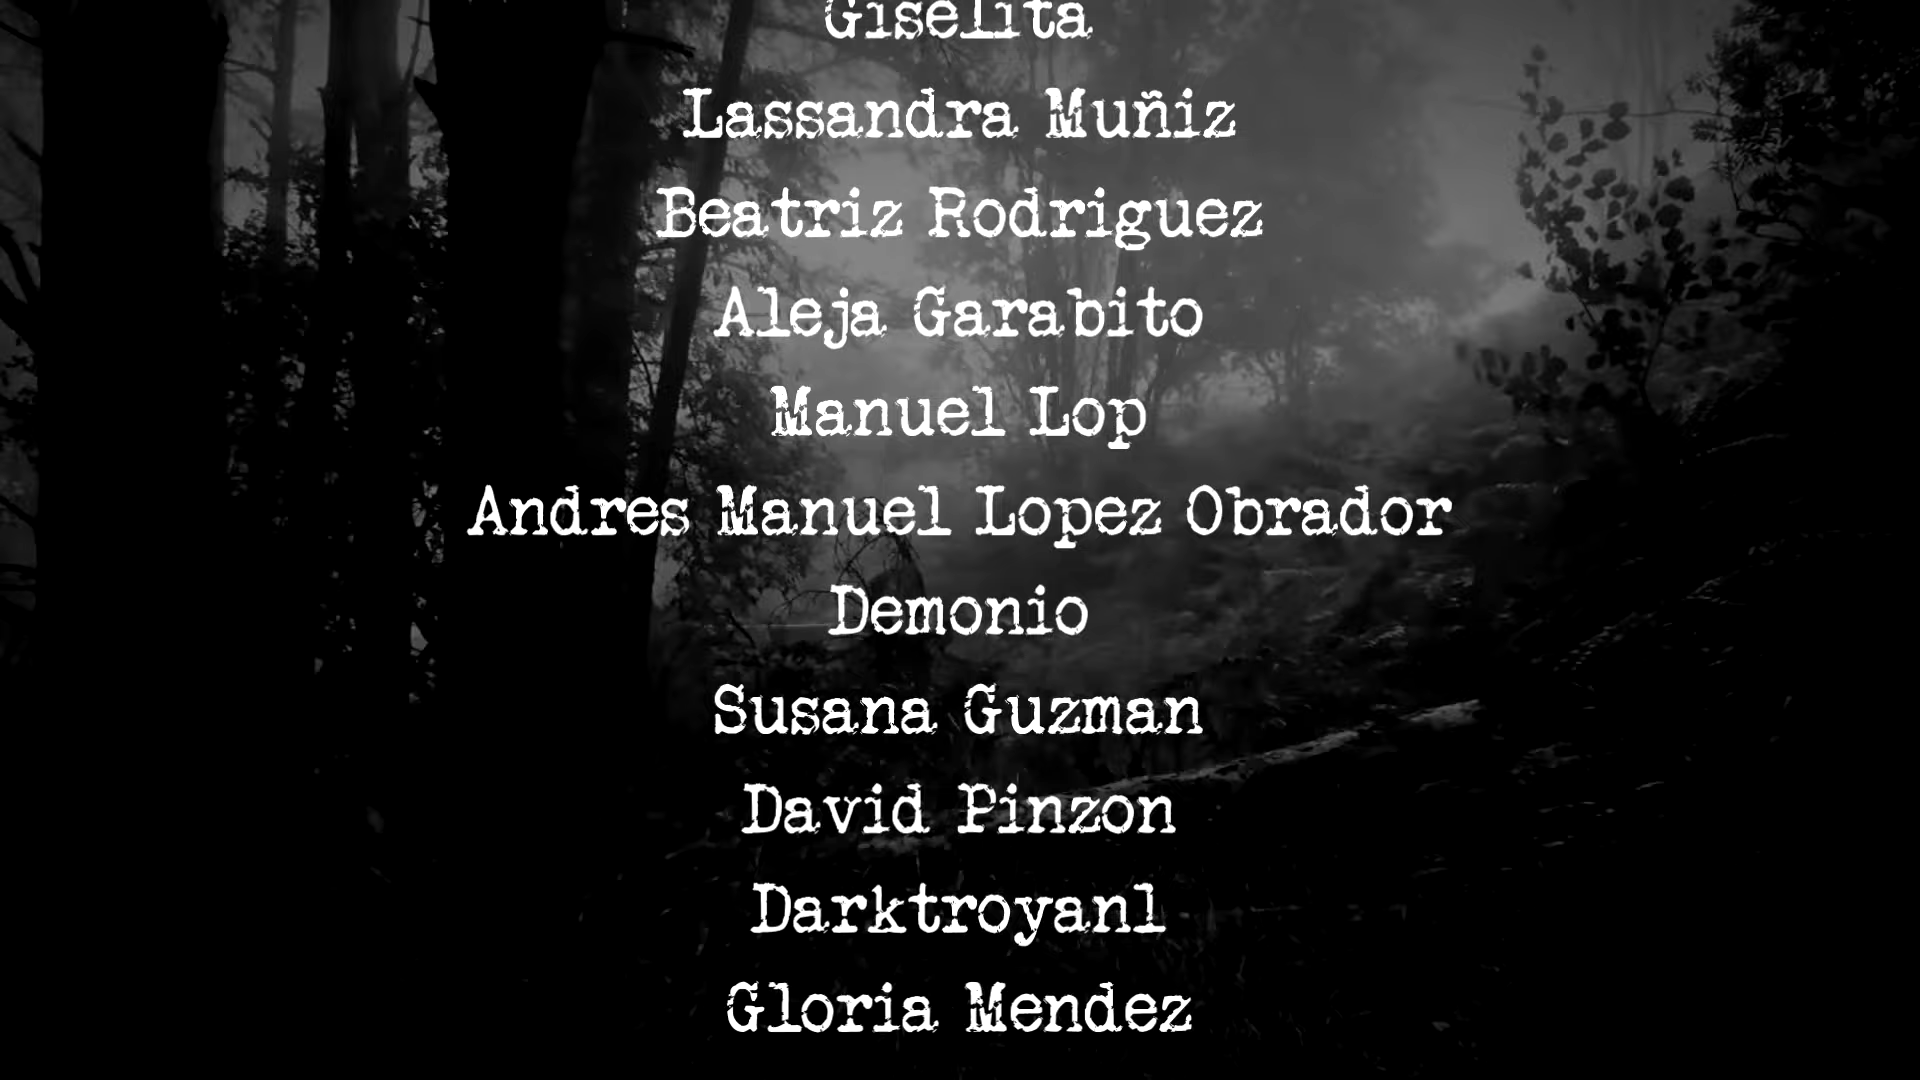 Giselita
Lassandra Muñiz
Beatriz Rodriguez
Aleja Garabito
Manuel Lop
Andres Manuel Lopez Obrador
Demonio
Susana Guzman
David Pinzon
Darktroyan1
Gloria Mendez